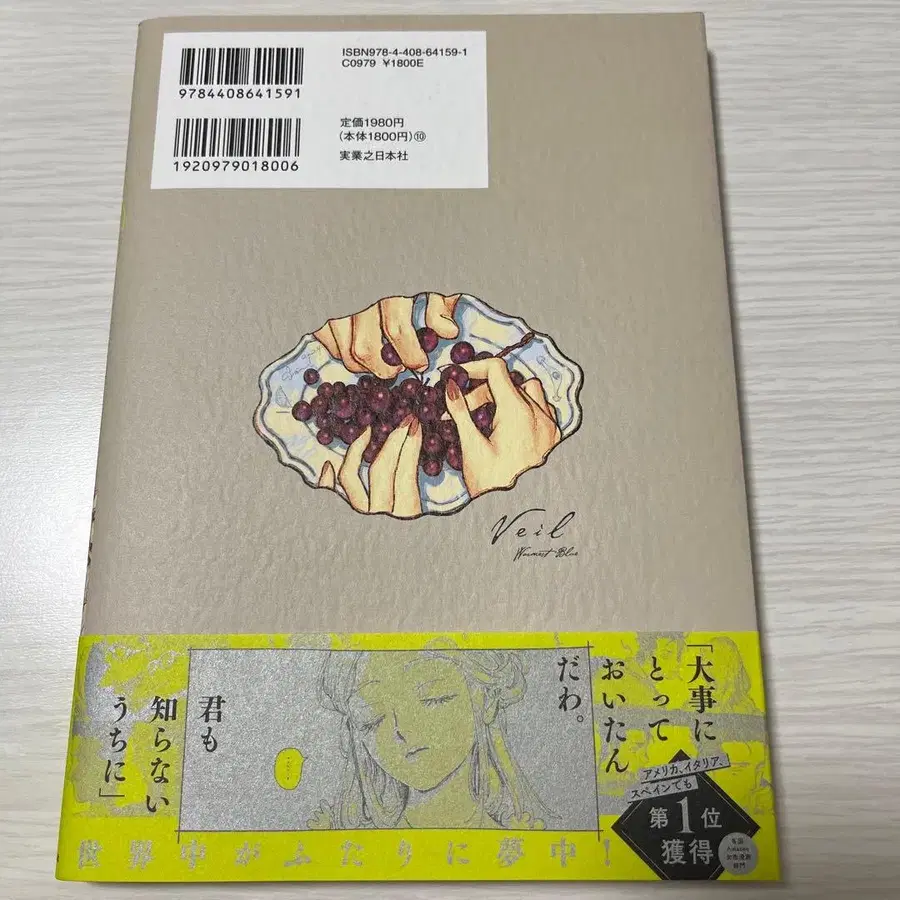 ISBN978-4-408-64159-1
C0979 ¥1800E
9784408641591
定価1980円
(本体1800円)⑩
1920979018006
実業之日本社
Veil
Warmest Blue
「大事に
とって
おいたん
だわ。
君も
知らない
うちに」
アメリカ、イタリア、
スペインでも
第1位
獲得
世界中がふたりに夢中!